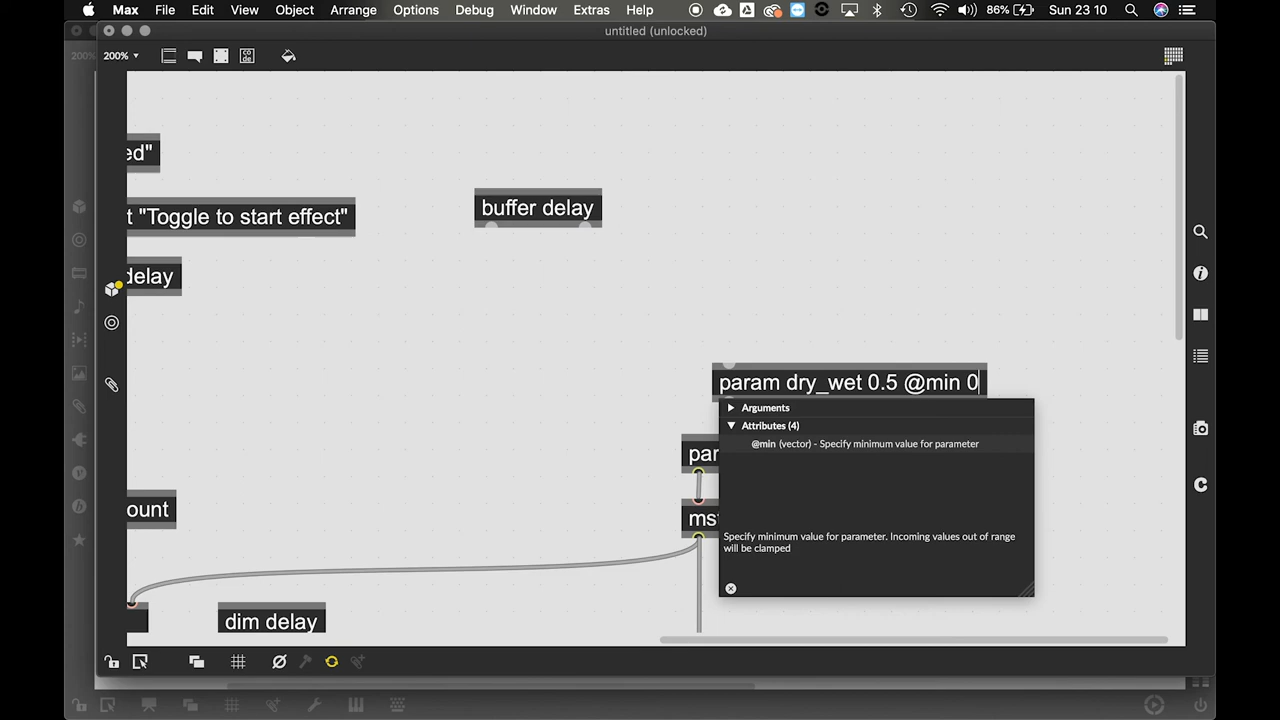 Max File Edit View Object Arrange Options Debug Window Extras Help 86% Sun 23 10
untitled (unlocked)
200%
ed"
t "Toggle to start effect"
buffer delay
delay
param dry_wet 0.5 @min 0
Arguments
Attributes (4)
@min (vector) - Specify minimum value for parameter
par
ount
mst
Specify minimum value for parameter. Incoming values out of range
will be clamped
dim delay